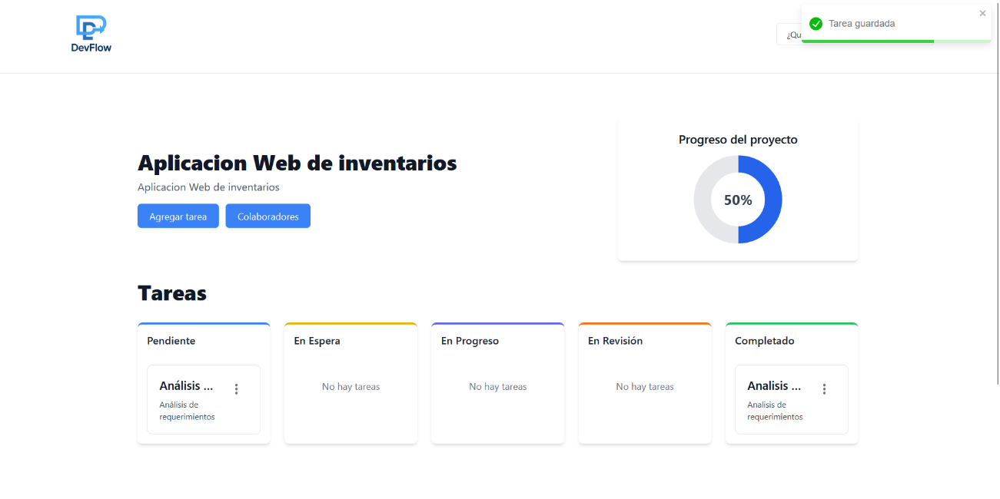 DevFlow
¿Qu
Tarea guardada
Progreso del proyecto
50%
Aplicacion Web de inventarios
Aplicacion Web de inventarios
Agregar tarea
Colaboradores
Tareas
Pendiente
Análisis ...
Análisis de
requerimientos
En Espera
No hay tareas
En Progreso
No hay tareas
En Revisión
No hay tareas
Completado
Analisis ...
Analisis de
requerimientos